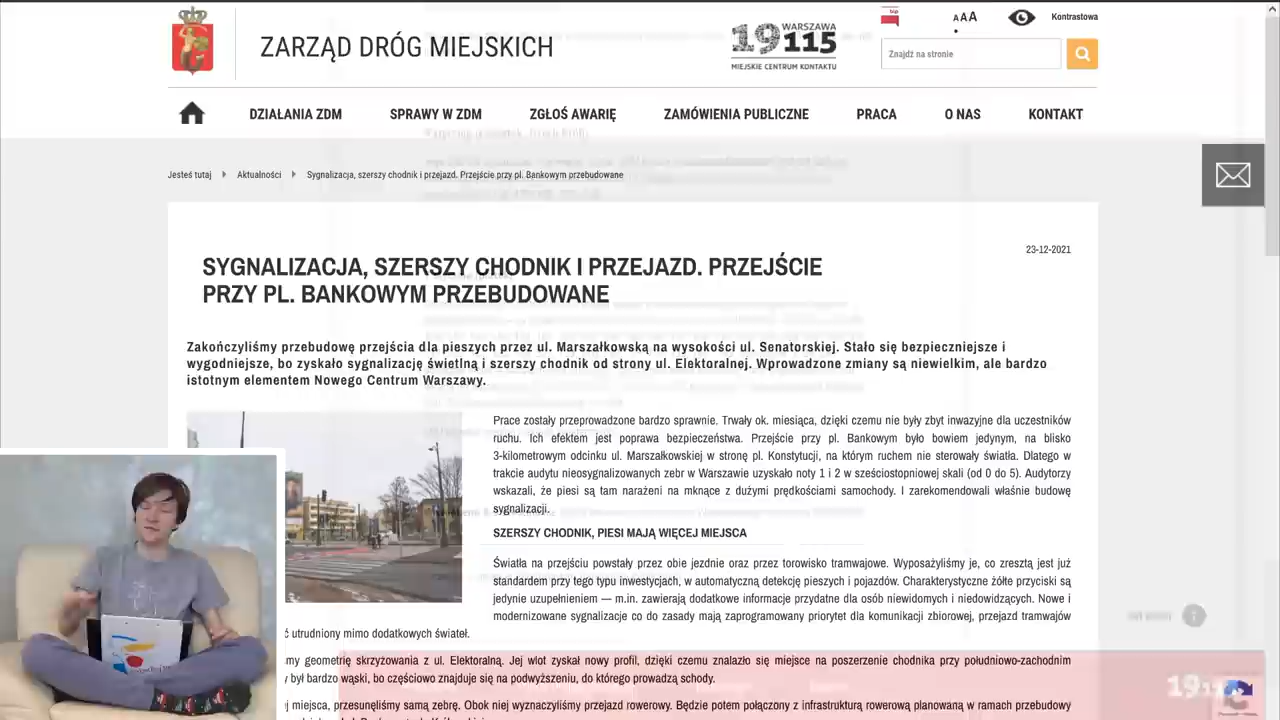 ZARZĄD DRÓG MIEJSKICH
19115 WARSZAWA
MIEJSKIE CENTRUM KONTAKTU
bip
A A A
Kontrastowa
Znajdź na stronie
DZIAŁANIA ZDM
SPRAWY W ZDM
ZGŁOŚ AWARIĘ
ZAMÓWIENIA PUBLICZNE
PRACA
O NAS
KONTAKT
Jesteś tutaj
Aktualności
Sygnalizacja, szerszy chodnik i przejazd. Przejście przy pl. Bankowym przebudowane
23-12-2021
SYGNALIZACJA, SZERSZY CHODNIK I PRZEJAZD. PRZEJŚCIE
PRZY PL. BANKOWYM PRZEBUDOWANE
Zakończyliśmy przebudowę przejścia dla pieszych przez ul. Marszałkowską na wysokości ul. Senatorskiej. Stało się bezpieczniejsze i
wygodniejsze, bo zyskało sygnalizację świetlną i szerszy chodnik od strony ul. Elektoralnej. Wprowadzone zmiany są niewielkim, ale bardzo
istotnym elementem Nowego Centrum Warszawy.
Prace zostały przeprowadzone bardzo sprawnie. Trwały ok. miesiąca, dzięki czemu nie były zbyt inwazyjne dla uczestników
ruchu. Ich efektem jest poprawa bezpieczeństwa. Przejście przy pl. Bankowym było bowiem jedynym, na blisko
3-kilometrowym odcinku ul. Marszałkowskiej w stronę pl. Konstytucji, na którym ruchem nie sterowały światła. Dlatego w
trakcie audytu nieosygnalizowanych zebr w Warszawie uzyskało noty 1 i 2 w sześciostopniowej skali (od 0 do 5). Audytorzy
wskazali, że piesi są tam narażeni na mknące z dużymi prędkościami samochody. I zarekomendowali właśnie budowę
sygnalizacji.
SZERSZY CHODNIK, PIESI MAJĄ WIĘCEJ MIEJSCA
Światła na przejściu powstały przez obie jezdnie oraz przez torowisko tramwajowe. Wyposażyliśmy je, co zresztą jest już
standardem przy tego typu inwestycjach, w automatyczną detekcję pieszych i pojazdów. Charakterystyczne żółte przyciski są
jedynie uzupełnieniem — m.in. zawierają dodatkowe informacje przydatne dla osób niewidomych i niedowidzących. Nowe i
modernizowane sygnalizacje co do zasady mają zaprogramowany priorytet dla komunikacji zbiorowej, przejazd tramwajów
ć utrudniony mimo dodatkowych świateł.
my geometrię skrzyżowania z ul. Elektoralną. Jej wlot zyskał nowy profil, dzięki czemu znalazło się miejsce na poszerzenie chodnika przy południowo-zachodnim
y był bardzo wąski, bo częściowo znajduje się na podwyższeniu, do którego prowadzą schody.
j miejsca, przesunęliśmy samą zebrę. Obok niej wyznaczyliśmy przejazd rowerowy. Będzie potem połączony z infrastrukturą rowerową planowaną w ramach przebudowy